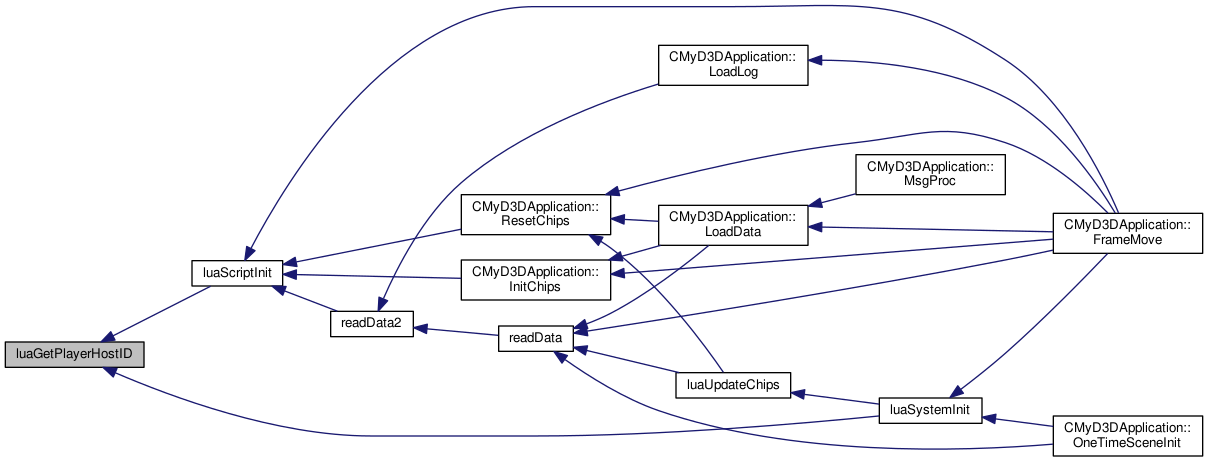 CMyD3DApplication::
LoadLog
CMyD3DApplication::
MsgProc
CMyD3DApplication::
ResetChips
CMyD3DApplication::
LoadData
CMyD3DApplication::
FrameMove
luaScriptInit
CMyD3DApplication::
InitChips
readData2
readData
luaGetPlayerHostID
luaUpdateChips
luaSystemInit
CMyD3DApplication::
OneTimeSceneInit